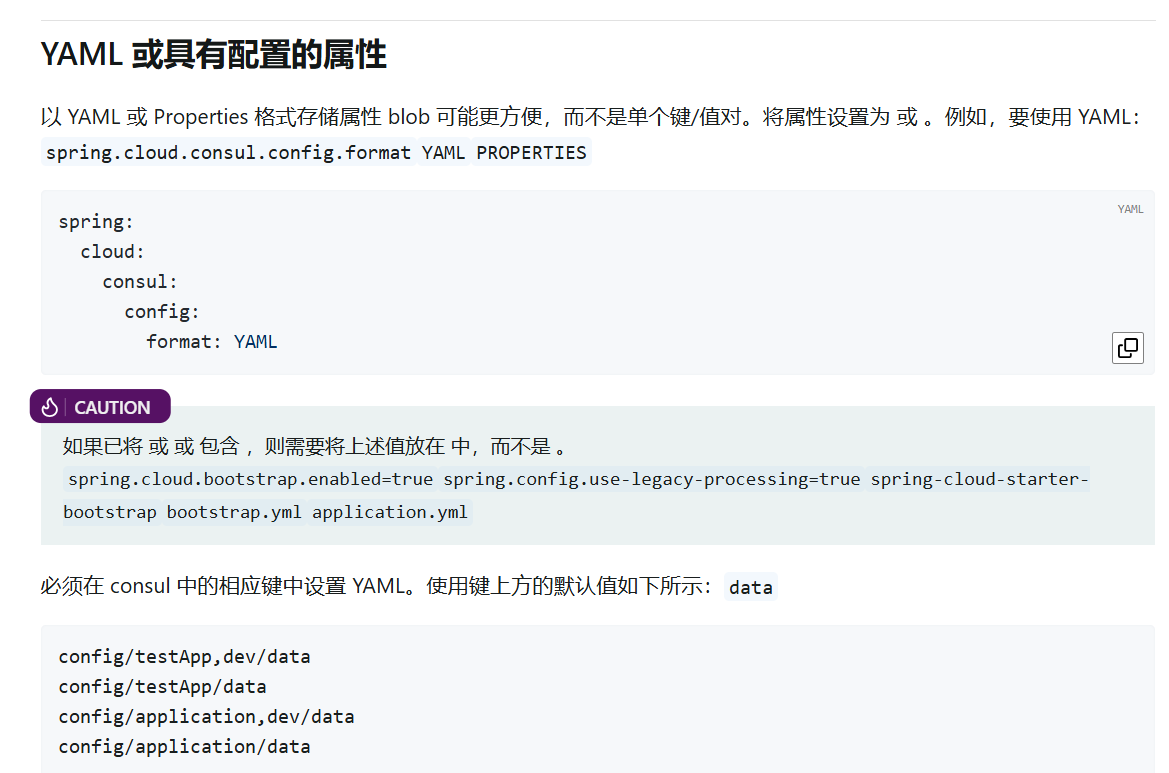 YAML 或具有配置的属性
以 YAML 或 Properties 格式存储属性 blob 可能更方便，而不是单个键/值对。将属性设置为 或 。例如，要使用 YAML：
spring.cloud.consul.config.format YAML PROPERTIES
YAML
spring:
  cloud:
    consul:
      config:
        format: YAML
CAUTION
如果已将 或 或 包含 ，则需要将上述值放在 中，而不是 。
spring.cloud.bootstrap.enabled=true spring.config.use-legacy-processing=true spring-cloud-starter-
bootstrap bootstrap.yml application.yml
必须在 consul 中的相应键中设置 YAML。使用键上方的默认值如下所示： data
config/testApp,dev/data
config/testApp/data
config/application,dev/data
config/application/data